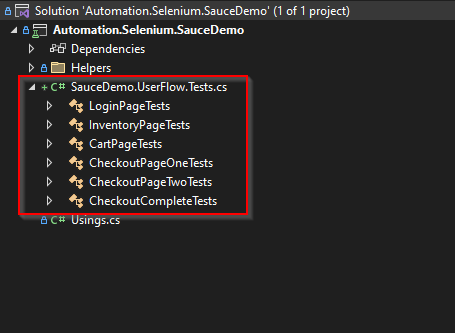 Solution 'Automation.Selenium.SauceDemo' (1 of 1 project)
Automation.Selenium.SauceDemo
Dependencies
Helpers
+ C# SauceDemo.UserFlow.Tests.cs
LoginPageTests
InventoryPageTests
CartPageTests
CheckoutPageOneTests
CheckoutPageTwoTests
CheckoutCompleteTests
C# Usings.cs